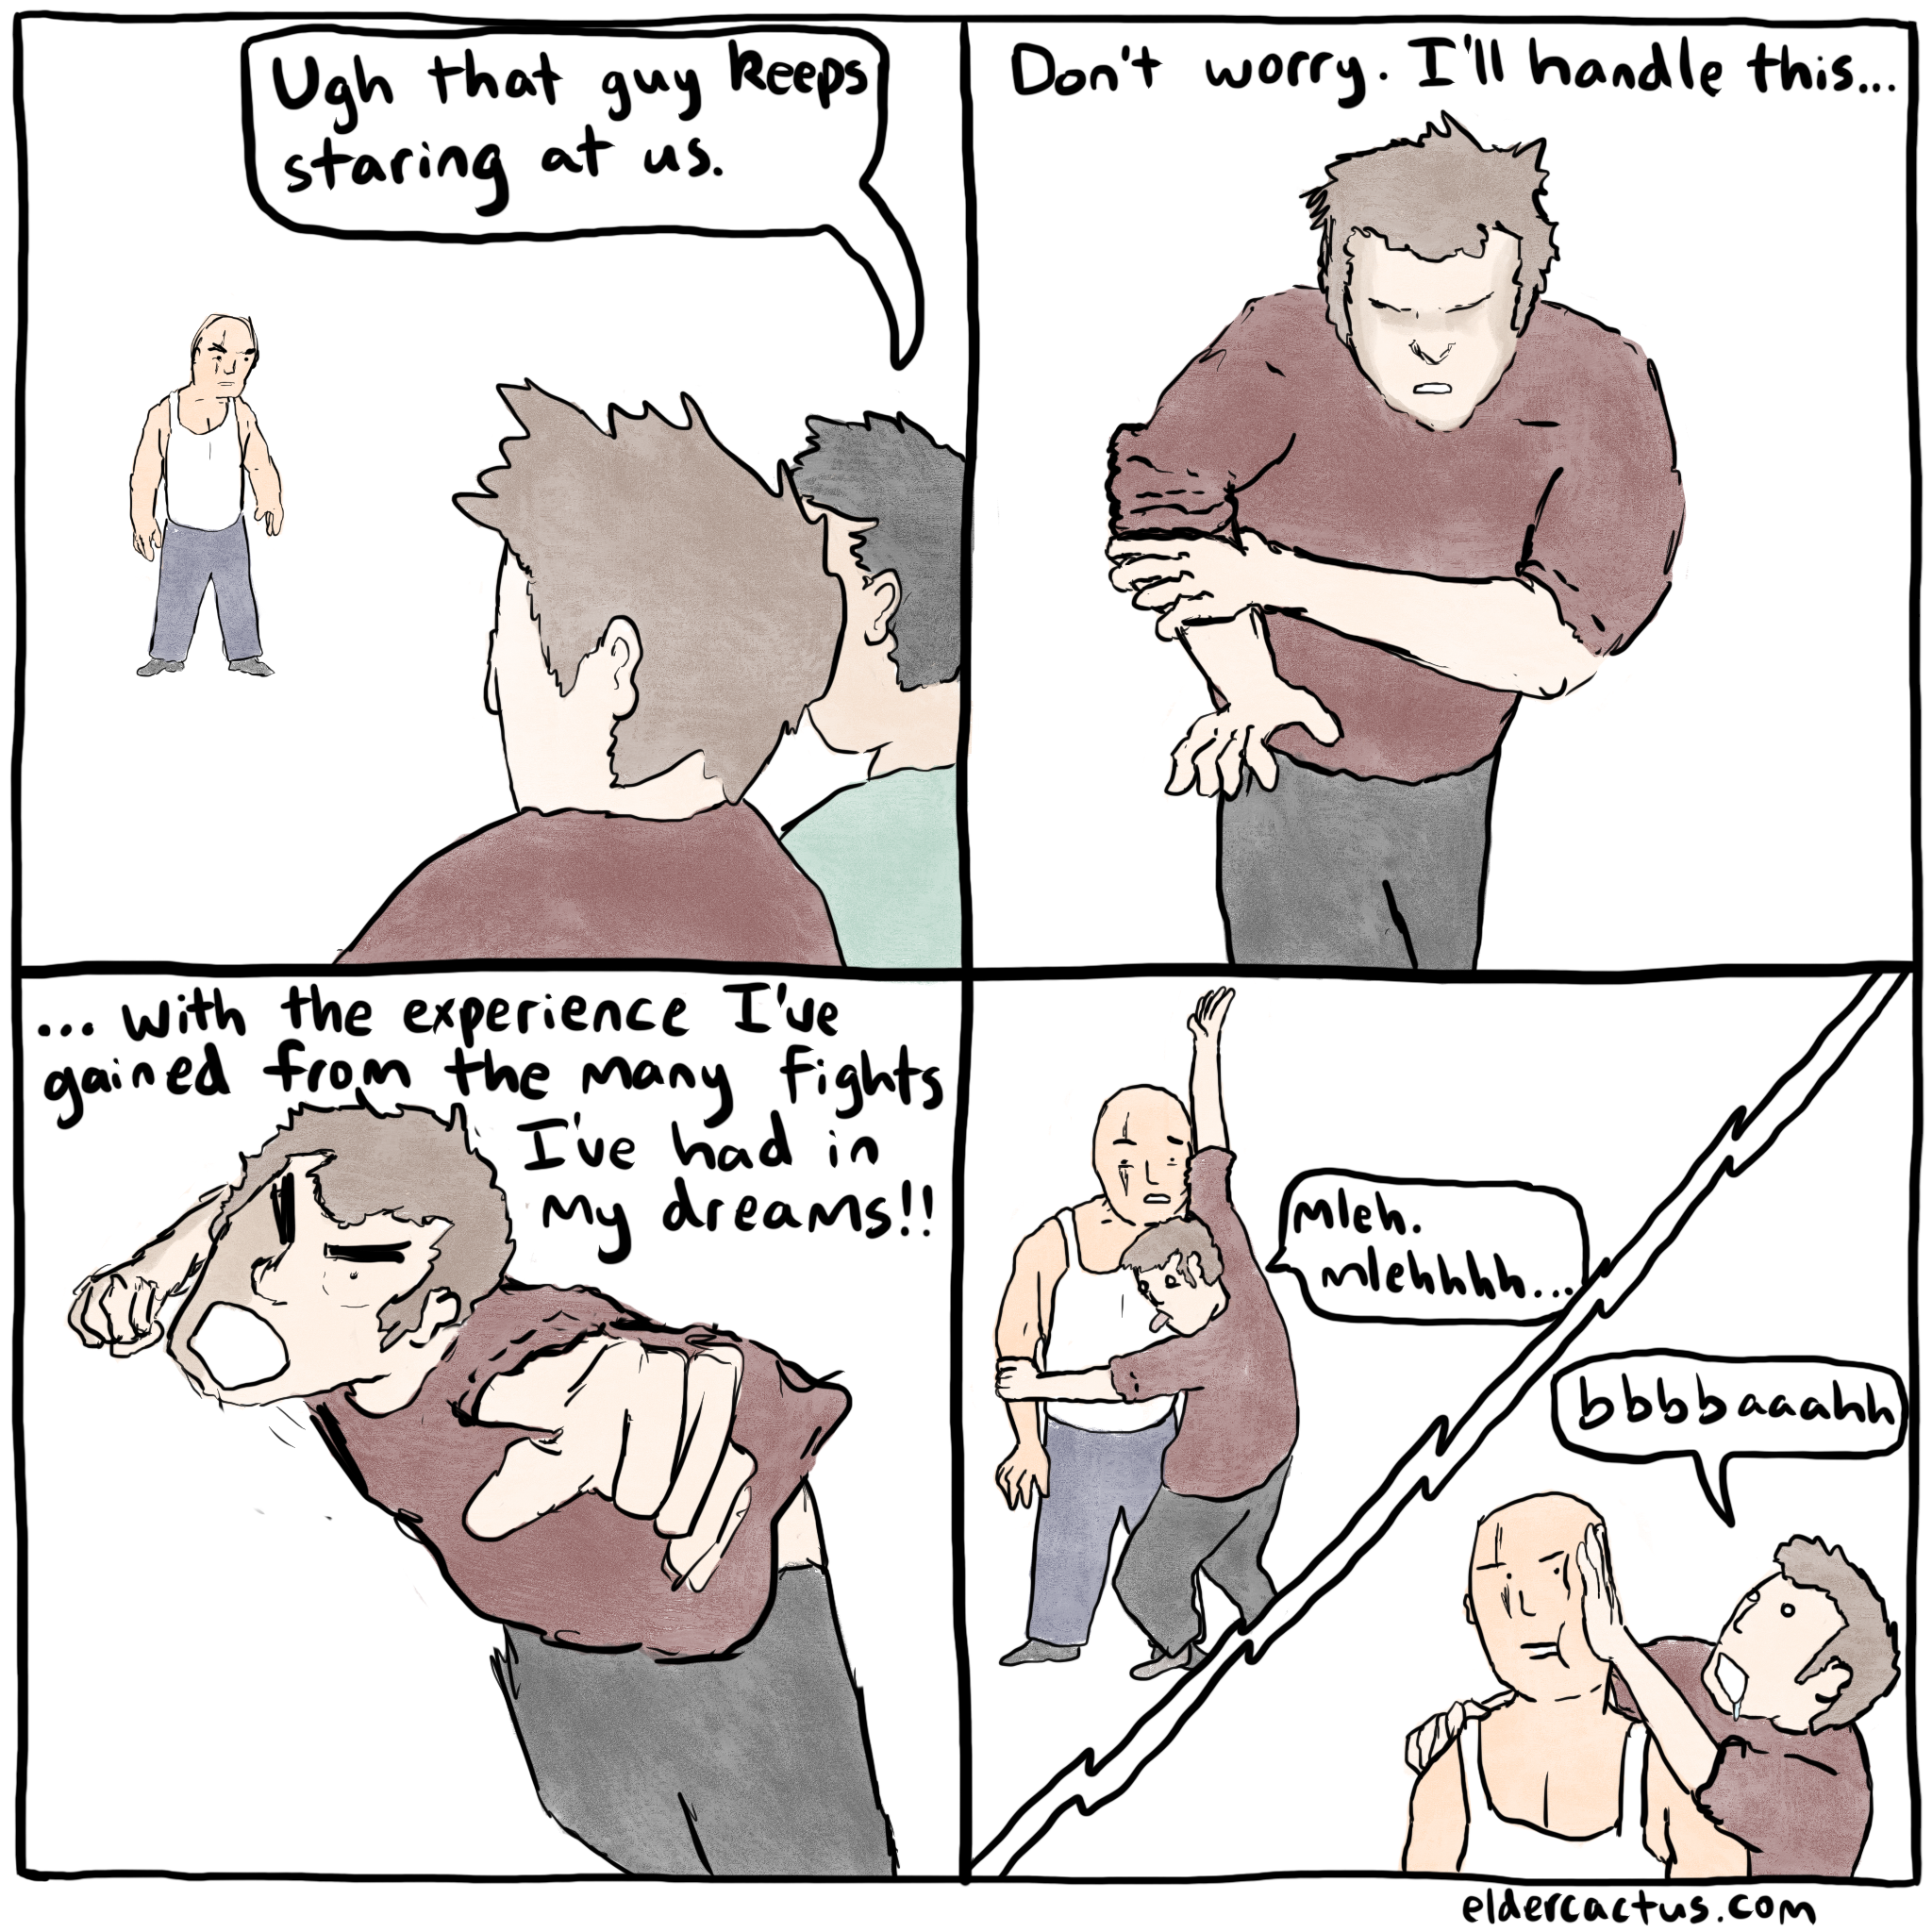 Ugh that guy keeps
staring at us.
Don't worry. I'll handle this...
... with the experience I've
gained from the many fights
I've had in
my dreams!!
mleh.
mlehhhh...
bbbbaaahh
eldercactus.com